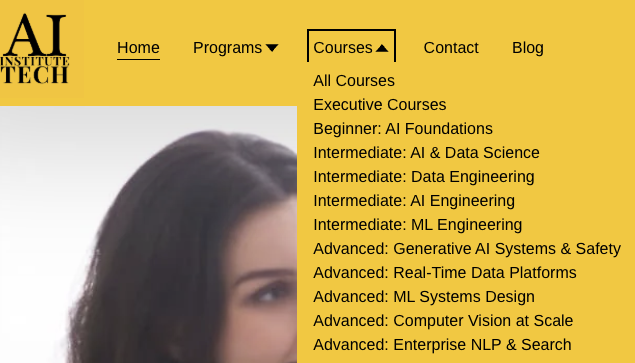 AI
INSTITUTE
TECH
Home Programs Courses Contact Blog
All Courses
Executive Courses
Beginner: AI Foundations
Intermediate: AI & Data Science
Intermediate: Data Engineering
Intermediate: AI Engineering
Intermediate: ML Engineering
Advanced: Generative AI Systems & Safety
Advanced: Real-Time Data Platforms
Advanced: ML Systems Design
Advanced: Computer Vision at Scale
Advanced: Enterprise NLP & Search